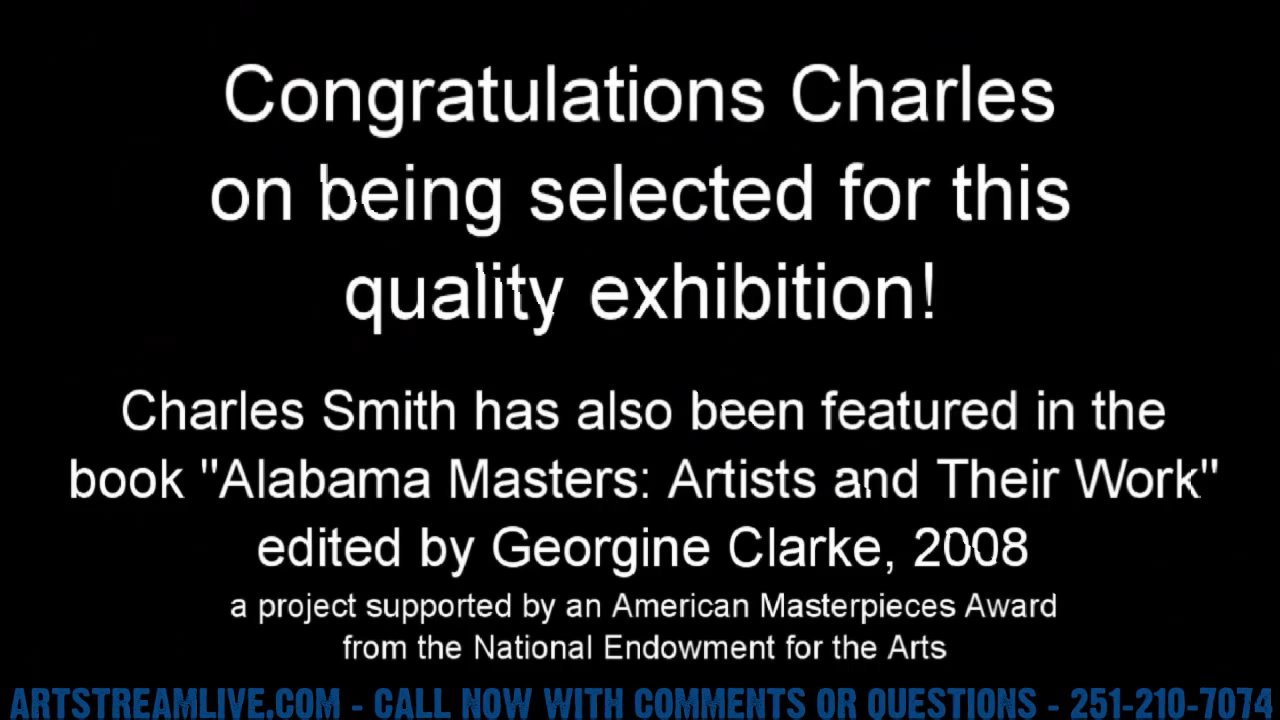 Congratulations Charles
on being selected for this
quality exhibition!
Charles Smith has also been featured in the
book "Alabama Masters: Artists and Their Work"
edited by Georgine Clarke, 2008
a project supported by an American Masterpieces Award
from the National Endowment for the Arts
ARTSTREAMLIVE.COM - CALL NOW WITH COMMENTS OR QUESTIONS - 251-210-7074